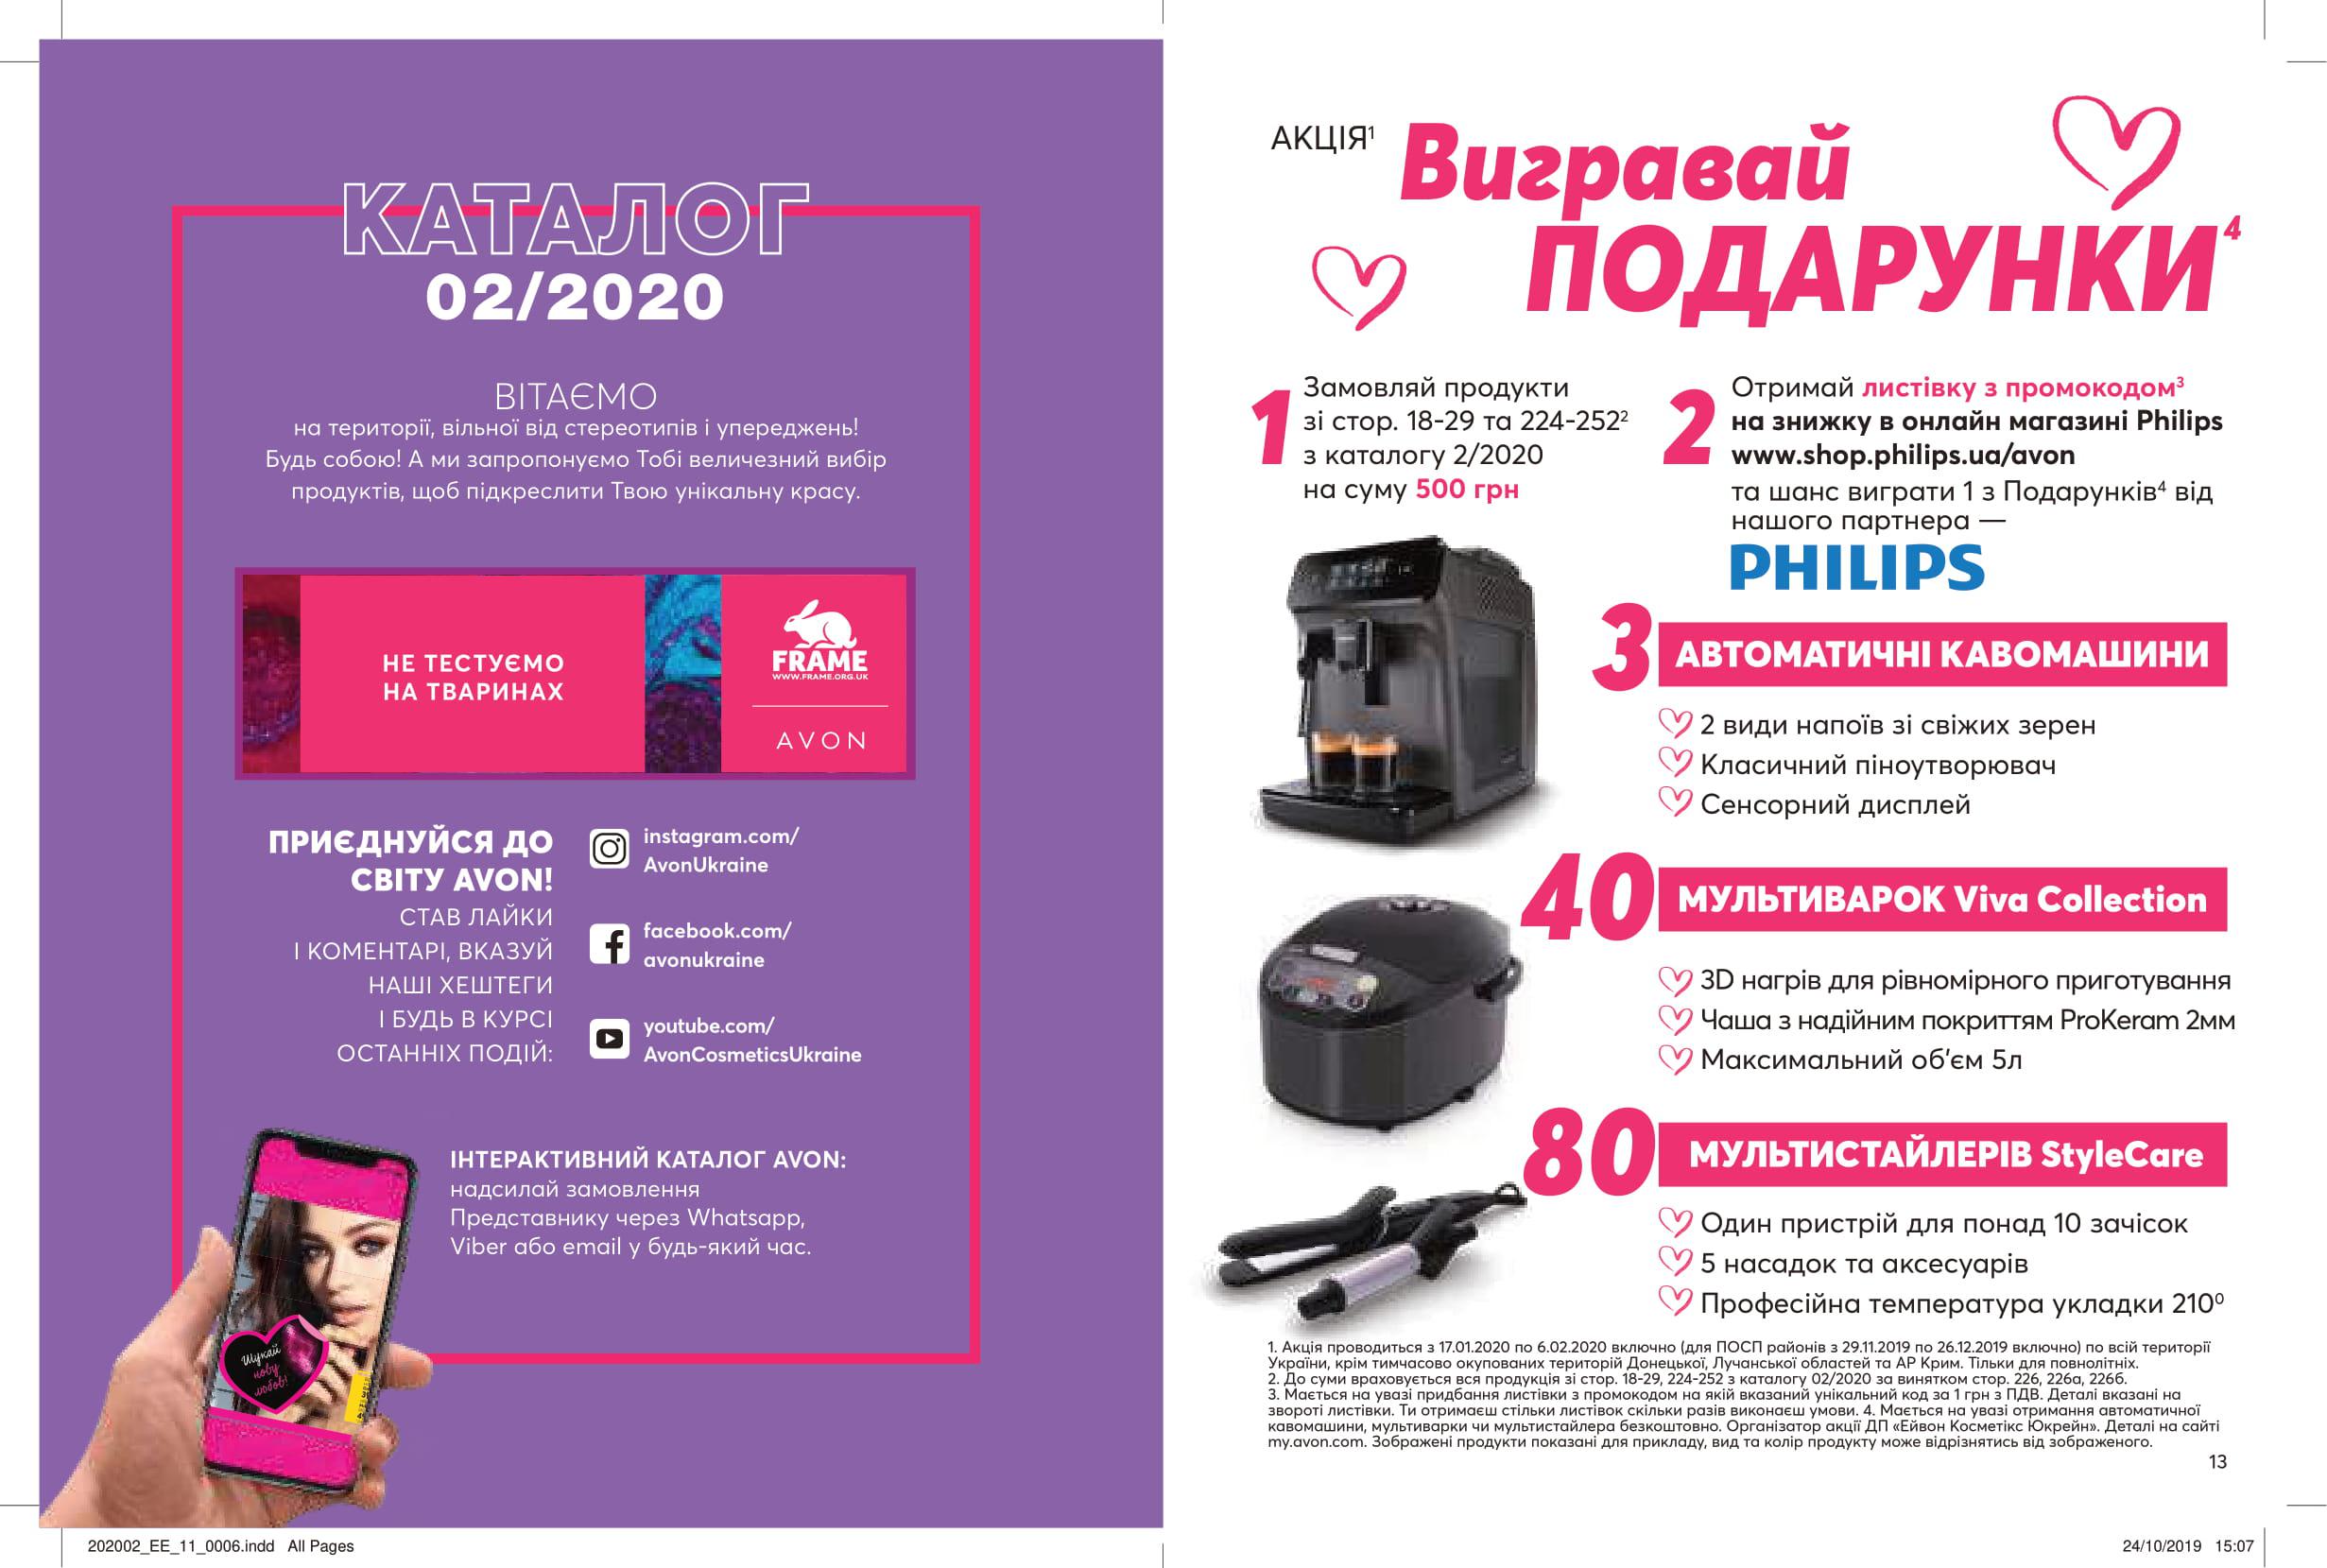 КАТАЛОГ
02/2020
ВІТАЄМО
на території, вільної від стереотипів і упереджень!
Будь собою! А ми запропонуємо Тобі величезний вибір
продуктів, щоб підкреслити Твою унікальну красу.
НЕ ТЕСТУЄМО
НА ТВАРИНАХ
FRAME
WWW.FRAME.ORG.UK
AVON
ПРИЄДНУЙСЯ ДО
СВІТУ AVON!
СТАВ ЛАЙКИ
І КОМЕНТАРІ, ВКАЗУЙ
НАШІ ХЕШТЕГИ
І БУДЬ В КУРСІ
ОСТАННІХ ПОДІЙ:
instagram.com/
AvonUkraine
facebook.com/
avonukraine
youtube.com/
AvonCosmeticsUkraine
ІНТЕРАКТИВНИЙ КАТАЛОГ AVON:
надсилай замовлення
Представнику через Whatsapp,
Viber або email у будь-який час.
Шукай
нову
любов!
АКЦІЯ¹
Вигравай
ПОДАРУНКИ⁴
1
Замовляй продукти
зі стор. 18-29 та 224-252²
з каталогу 2/2020
на суму 500 грн
2
Отримай листівку з промокодом³
на знижку в онлайн магазині Philips
www.shop.philips.ua/avon
та шанс виграти 1 з Подарунків⁴ від
нашого партнера —
PHILIPS
3 АВТОМАТИЧНІ КАВОМАШИНИ
2 види напоїв зі свіжих зерен
Класичний піноутворювач
Сенсорний дисплей
40 МУЛЬТИВАРОК Viva Collection
3D нагрів для рівномірного приготування
Чаша з надійним покриттям ProKeram 2мм
Максимальний об'єм 5л
80 МУЛЬТИСТАЙЛЕРІВ StyleCare
Один пристрій для понад 10 зачісок
5 насадок та аксесуарів
Професійна температура укладки 210⁰
1. Акція проводиться з 17.01.2020 по 6.02.2020 включно (для ПОСП районів з 29.11.2019 по 26.12.2019 включно) по всій території
України, крім тимчасово окупованих територій Донецької, Лучанської областей та АР Крим. Тільки для повнолітніх.
2. До суми враховується вся продукція зі стор. 18-29, 224-252 з каталогу 02/2020 за винятком стор. 226, 226а, 226б.
3. Мається на увазі придбання листівки з промокодом на якій вказаний унікальний код за 1 грн з ПДВ. Деталі вказані на
звороті листівки. Ти отримаєш стільки листівок скільки разів виконаєш умови. 4. Мається на увазі отримання автоматичної
кавомашини, мультиварки чи мультистайлера безкоштовно. Організатор акції ДП «Ейвон Косметікс Юкрейн». Деталі на сайті
my.avon.com. Зображені продукти показані для прикладу, вид та колір продукту може відрізнятись від зображеного.
13
202002_EE_11_0006.indd All Pages
24/10/2019 15:07